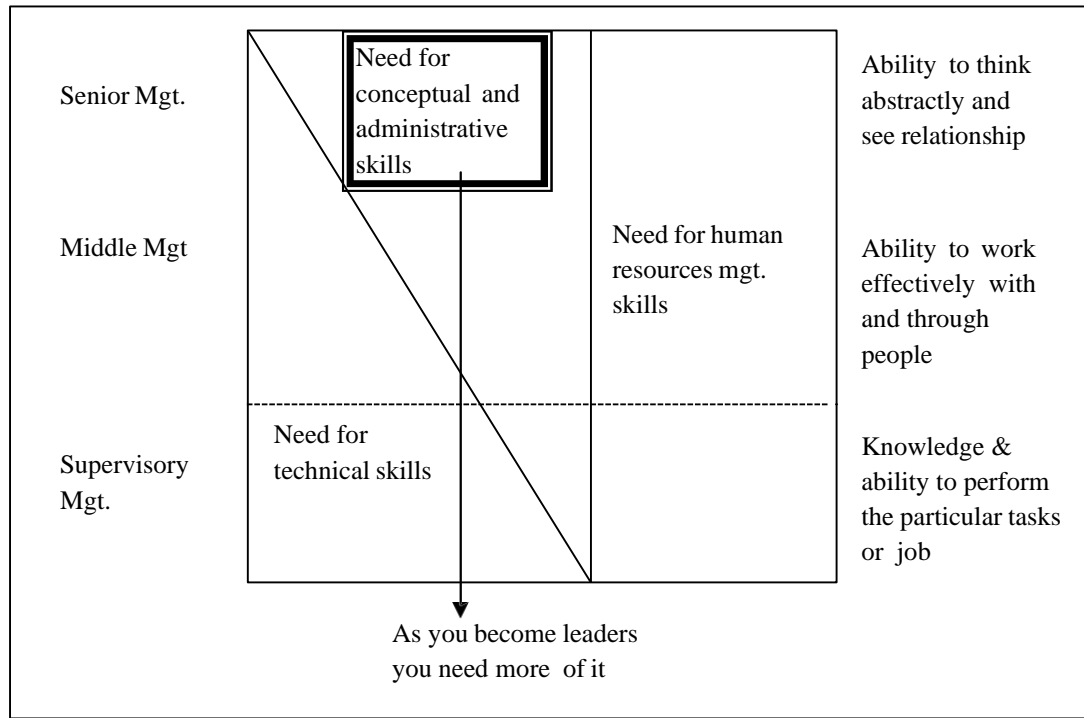 Senior Mgt.
Need for
conceptual and
administrative
skills
Ability to think
abstractly and
see relationship
Middle Mgt
Need for human
resources mgt.
skills
Ability to work
effectively with
and through
people
Supervisory
Mgt.
Need for
technical skills
Knowledge &
ability to perform
the particular tasks
or job
As you become leaders
you need more of it